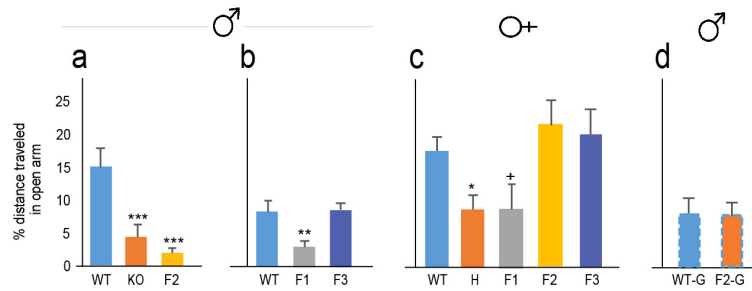 ♂ ♀ ♂
a b c d
% distance traveled
in open arm
25
20
15
10
5
0
*** *** ** * +
WT KO F2 WT F1 F3 WT H F1 F2 F3 WT-G F2-G